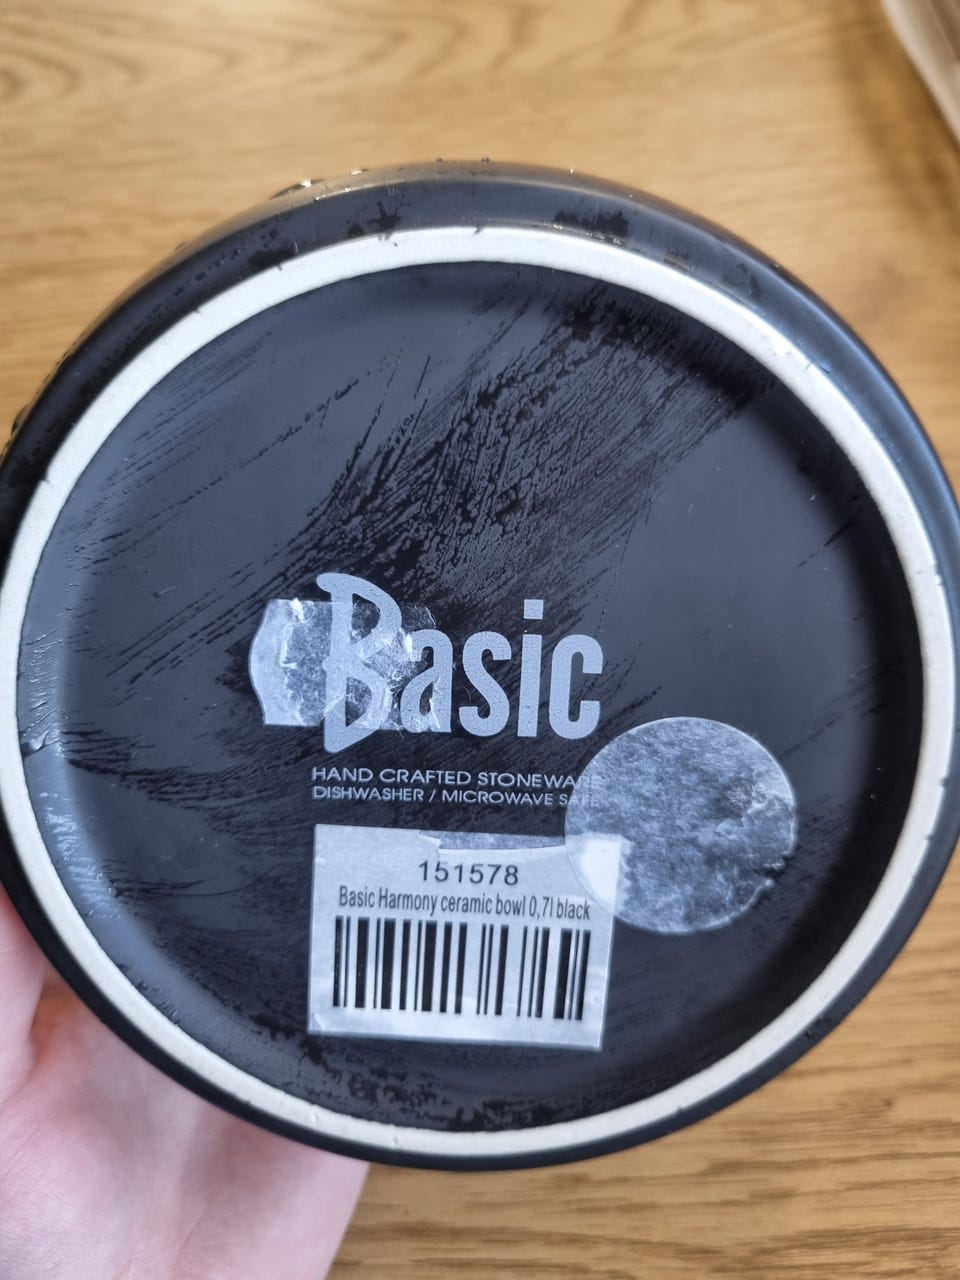 Basic
HAND CRAFTED STONEWARE
DISHWASHER / MICROWAVE SAFE
151578
Basic Harmony ceramic bowl 0,7l black